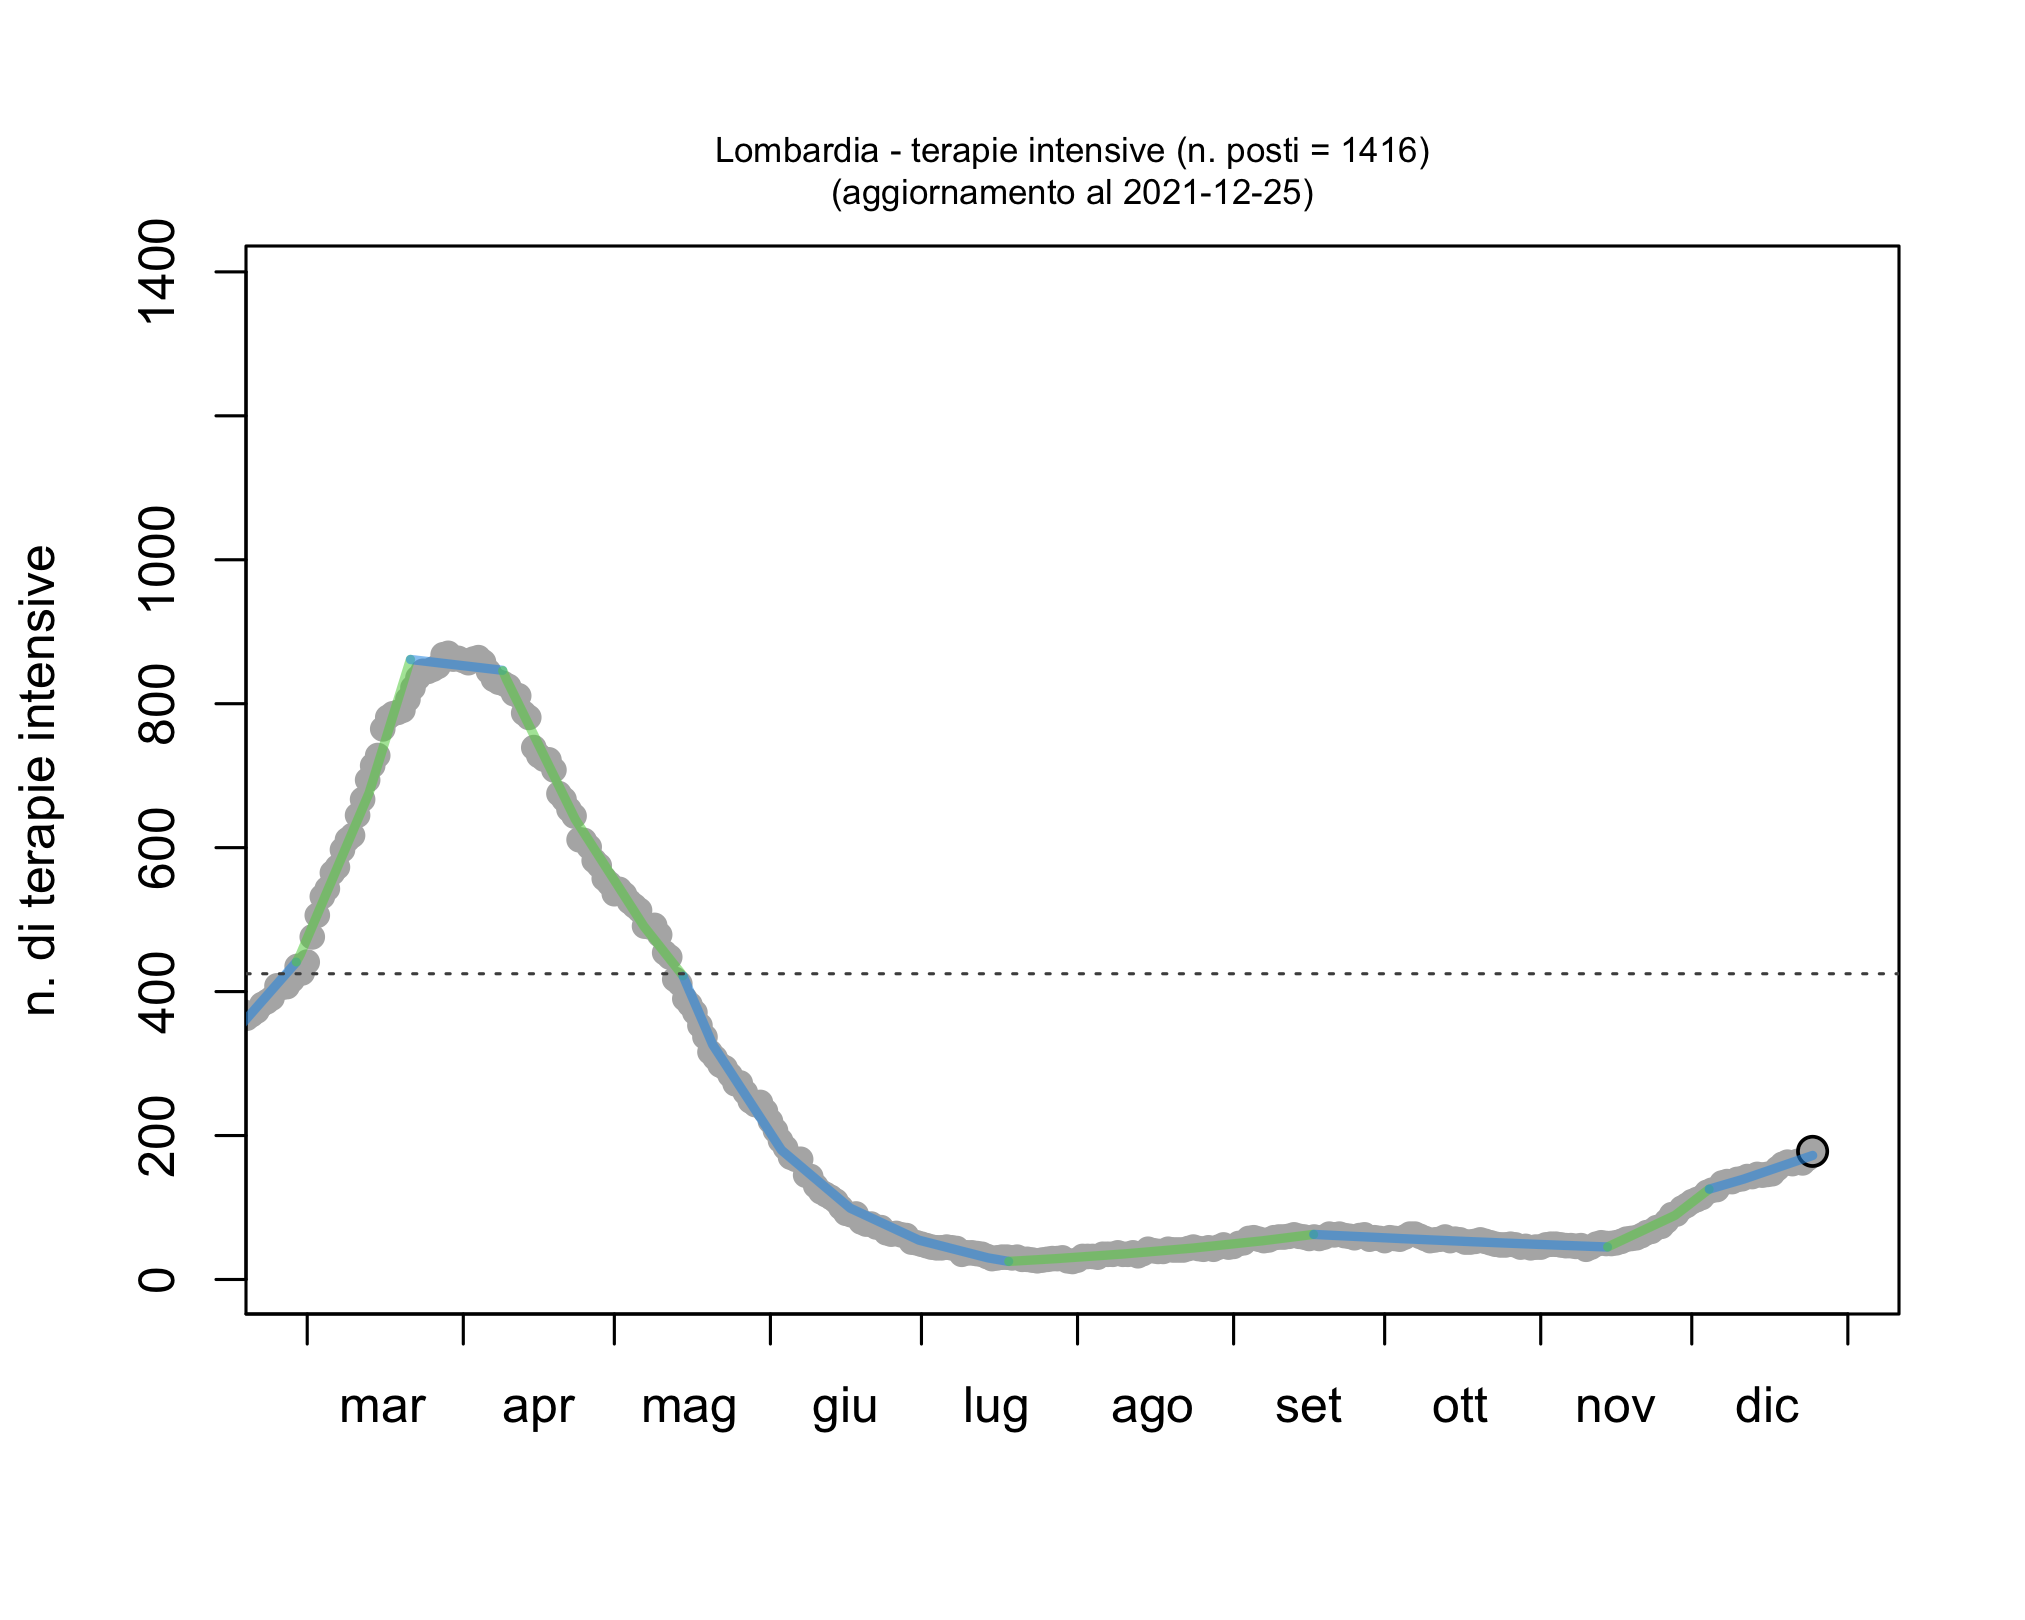 Lombardia - terapie intensive (n. posti = 1416)
(aggiornamento al 2021-12-25)
n. di terapie intensive
1400
1000
800
600
400
200
0
mar apr mag giu lug ago set ott nov dic